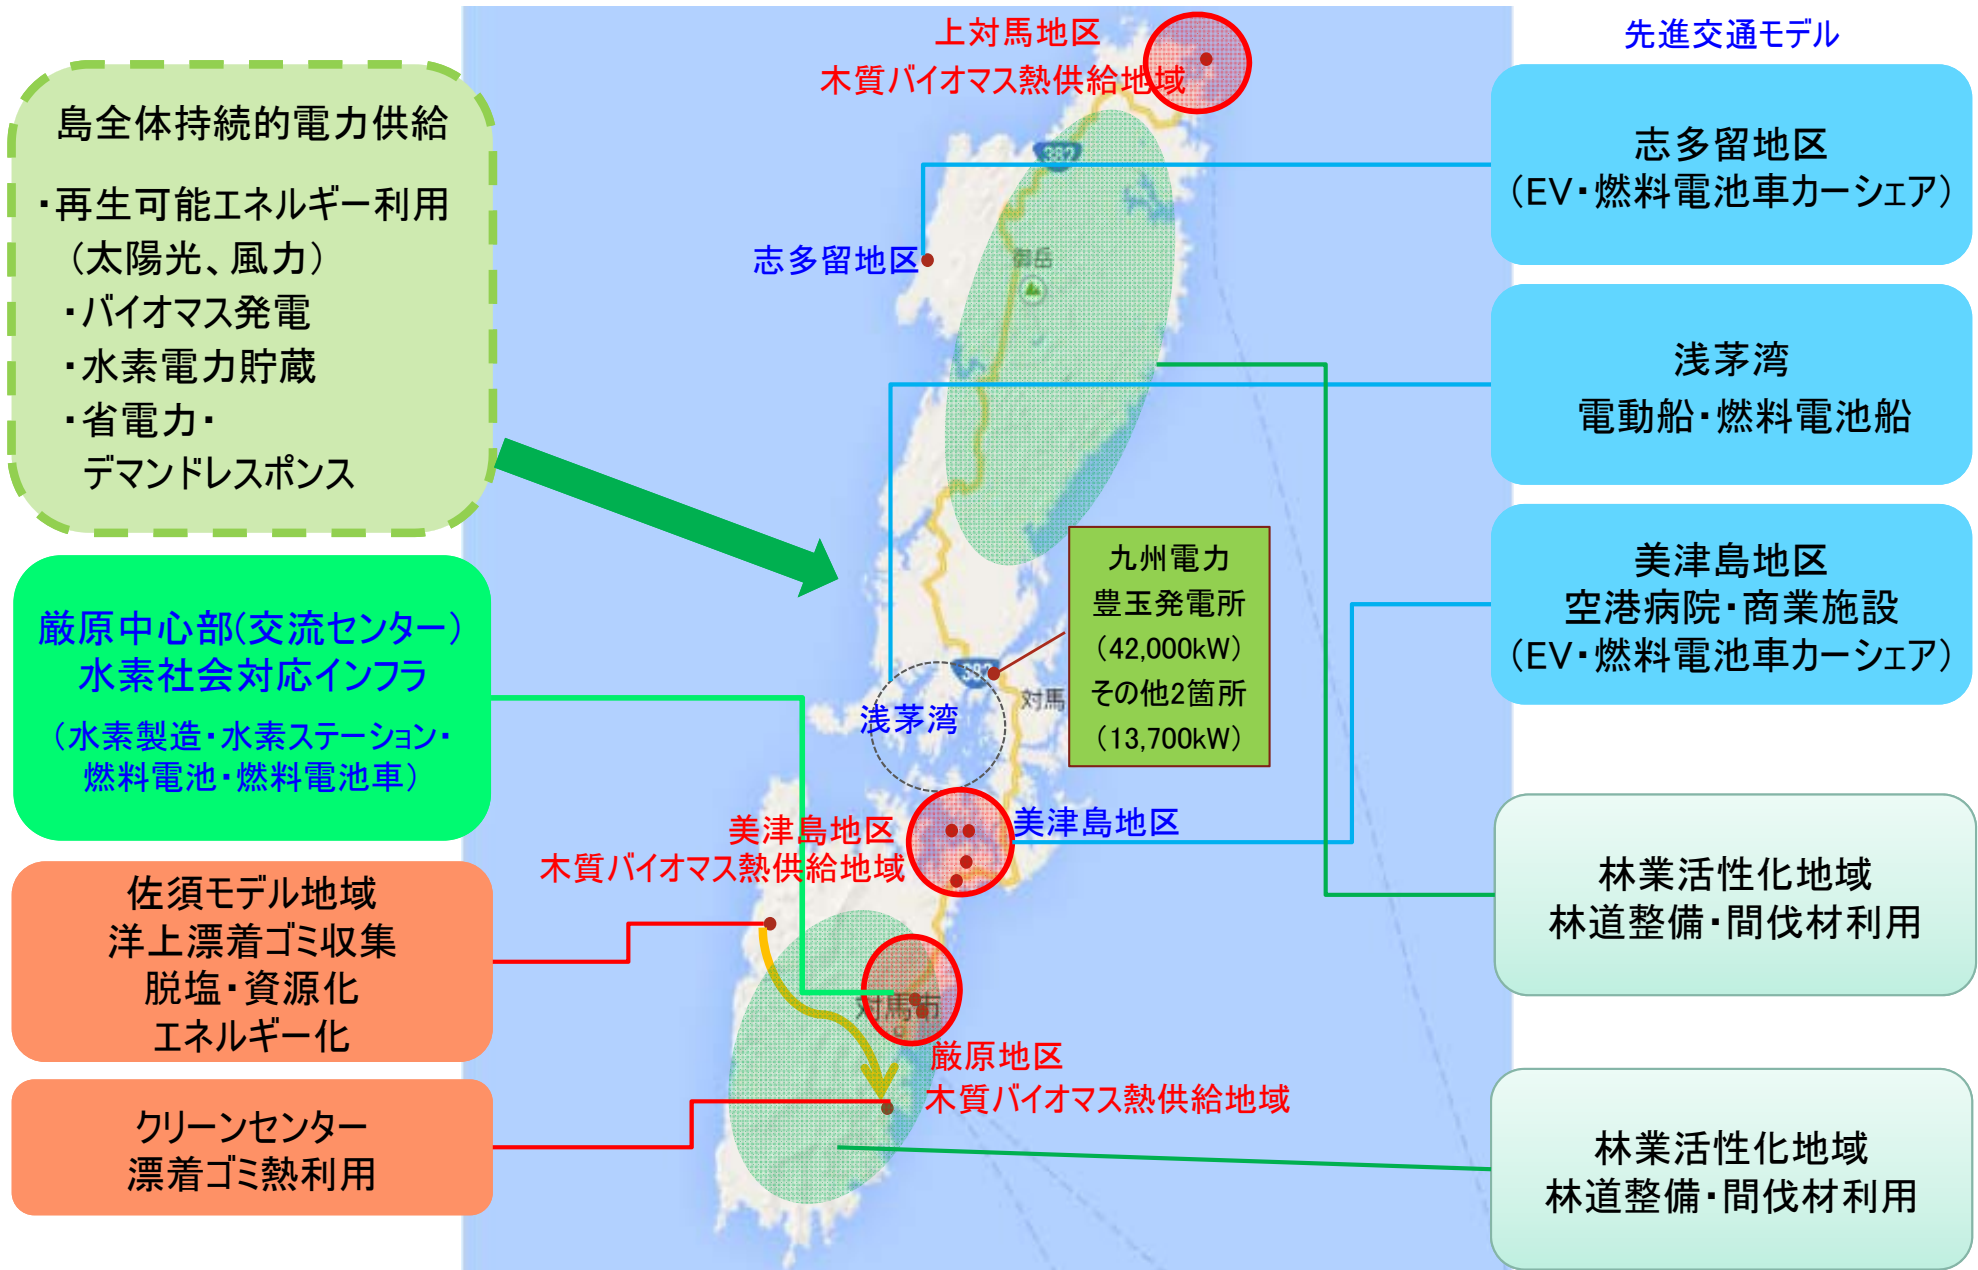 上対馬地区
木質バイオマス熱供給地域
先進交通モデル
島全体持続的電力供給
・再生可能エネルギー利用
（太陽光、風力）
・バイオマス発電
・水素電力貯蔵
・省電力・
デマンドレスポンス
厳原中心部(交流センター）
水素社会対応インフラ
（水素製造・水素ステーション・
燃料電池・燃料電池車）
佐須モデル地域
洋上漂着ゴミ収集
脱塩・資源化
エネルギー化
クリーンセンター
漂着ゴミ熱利用
382
志多留地区
御岳
九州電力
豊玉発電所
（42,000kW）
その他2箇所
（13,700kW）
382
対馬
浅茅湾
美津島地区
木質バイオマス熱供給地域
美津島地区
対馬市
厳原地区
木質バイオマス熱供給地域
志多留地区
（EV・燃料電池車カーシェア）
浅茅湾
電動船・燃料電池船
美津島地区
空港病院・商業施設
（EV・燃料電池車カーシェア）
林業活性化地域
林道整備・間伐材利用
林業活性化地域
林道整備・間伐材利用